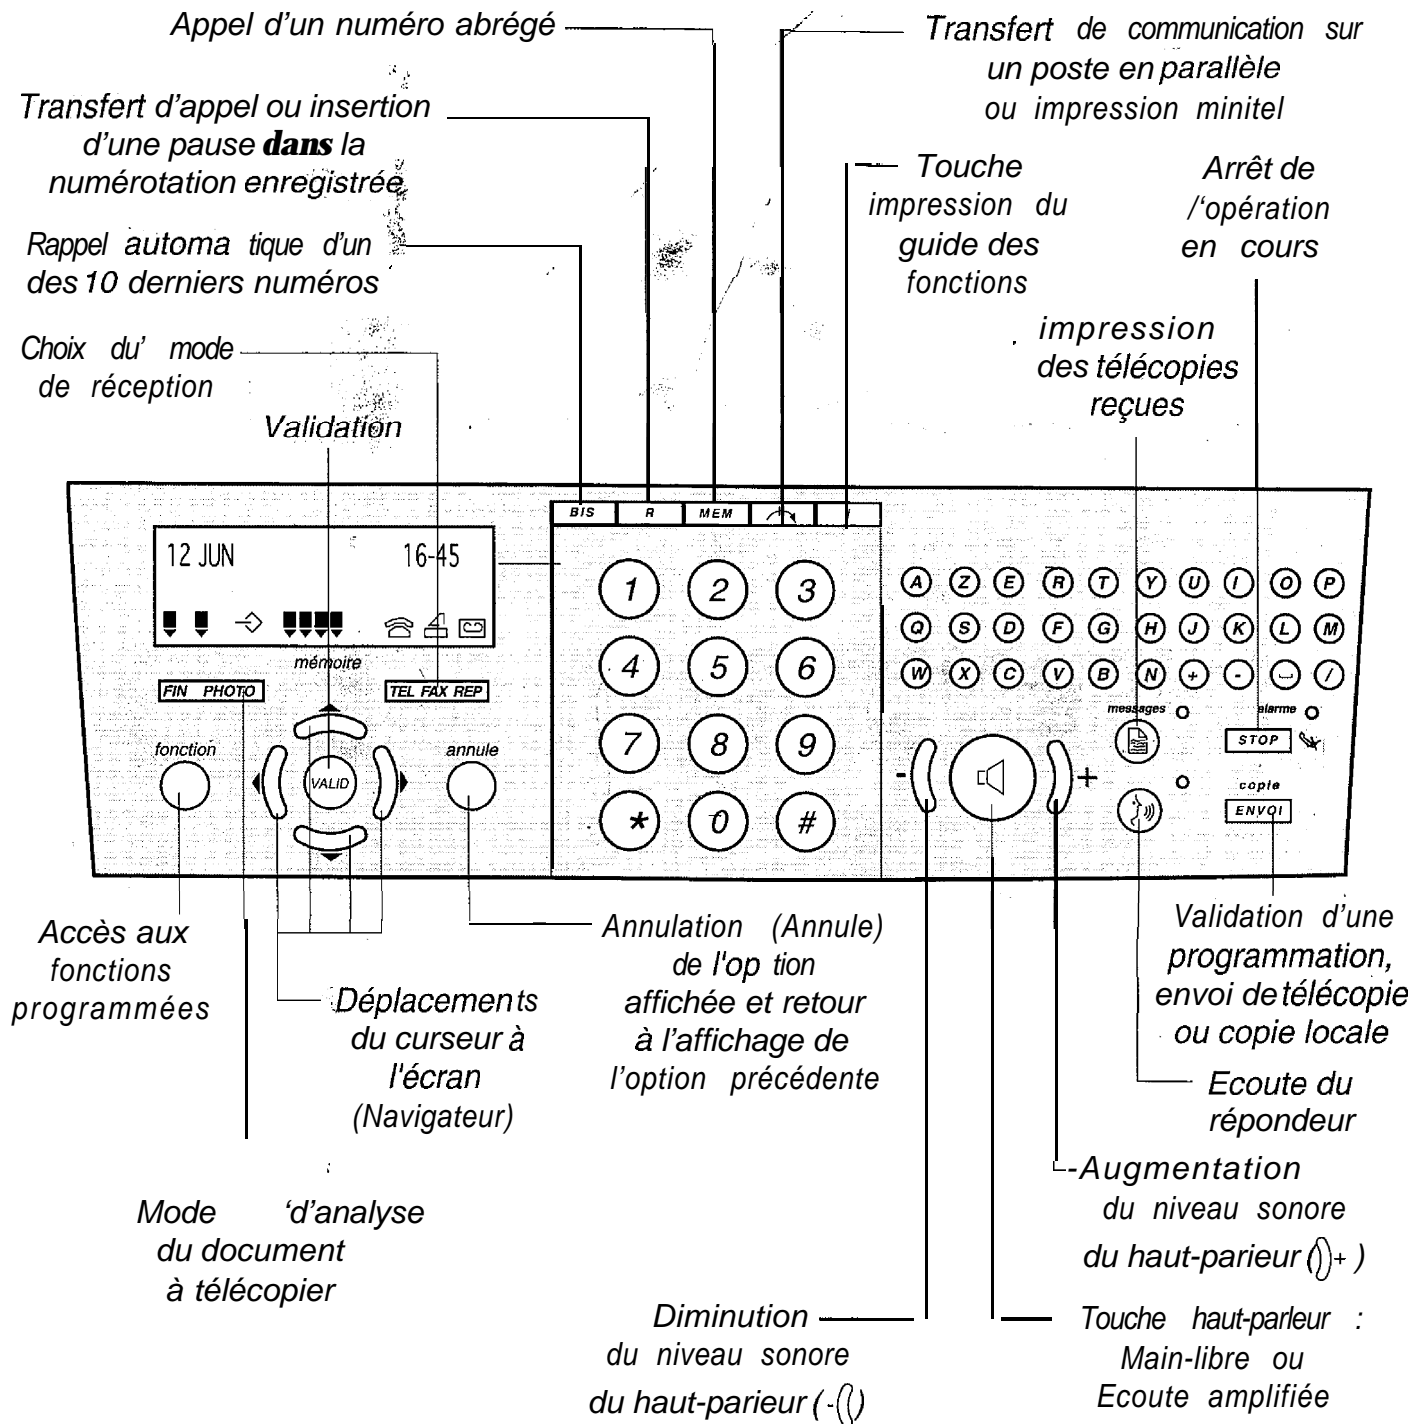 Appel d'un numéro abrégé
Transfert de communication sur
un poste en parallèle
ou impression minitel
Transfert d'appel ou insertion
d'une pause dans la
numérotation enregistrée
Touche
impression du
guide des
fonctions
Arrêt de
/'opération
en cours
Rappel automa tique d'un
des 10 derniers numéros
impression
des télécopies
reçues
Choix du' mode
de réception
Validation
BIS R MEM i
12 JUN 16-45
mémoire
FIN PHOTO
TEL FAX REP
fonction
VALID
annule
1 2 3
4 5 6
7 8 9
* 0 #
A Z E R T Y U I O P
Q S D F G H J K L M
W X C V B N + - /
messages
alarme
STOP
- +
copie
ENVOI
Accès aux
fonctions
programmées
Déplacements
du curseur à
l'écran
(Navigateur)
Annulation (Annule)
de l'op tion
affichée et retour
à l'affichage de
l'option précédente
Validation d'une
programmation,
envoi de télécopie
ou copie locale
Ecoute du
répondeur
Mode 'd'analyse
du document
à télécopier
-Augmentation
du niveau sonore
du haut-parieur ( + )
Diminution
du niveau sonore
du haut-parieur ( - )
Touche haut-parleur :
Main-libre ou
Ecoute amplifiée